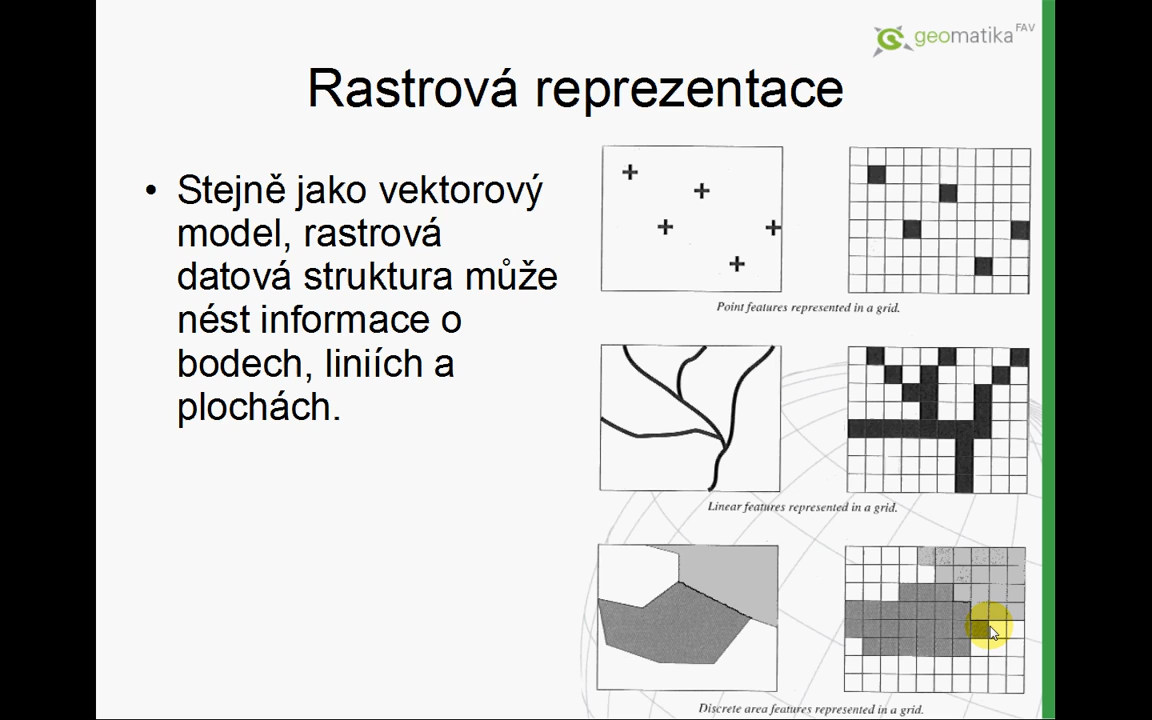 geomatika FAV
Rastrová reprezentace
• Stejně jako vektorový
model, rastrová
datová struktura může
nést informace o
bodech, liniích a
plochách.
Point features represented in a grid.
Linear features represented in a grid.
Discrete area features represented in a grid.